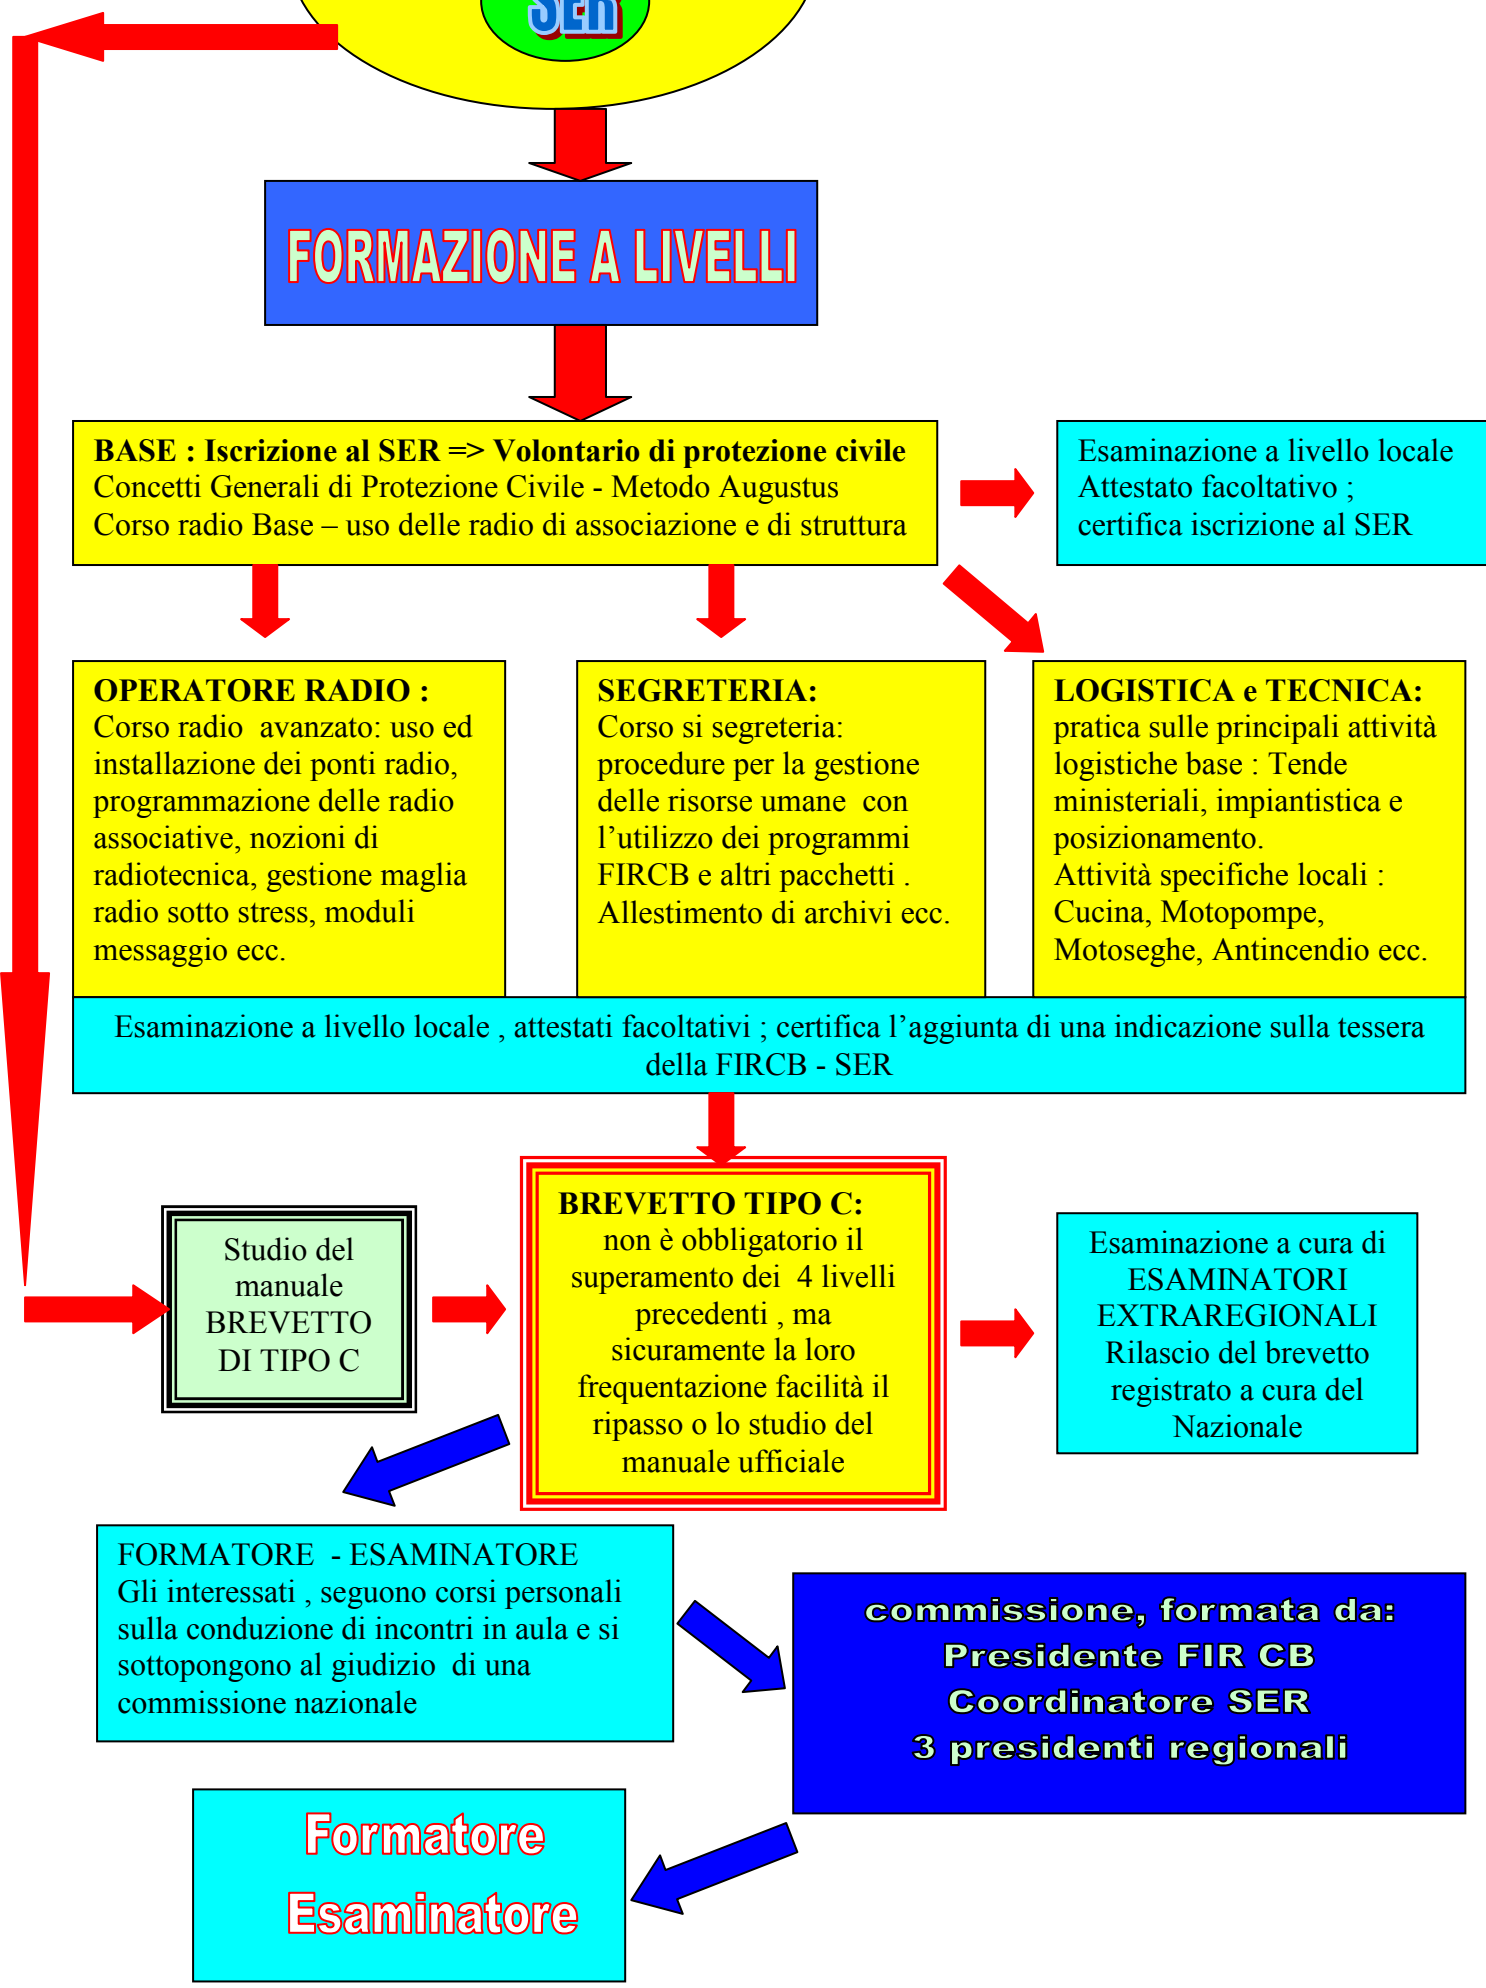 SER
FORMAZIONE A LIVELLI
BASE : Iscrizione al SER => Volontario di protezione civile
Concetti Generali di Protezione Civile - Metodo Augustus
Corso radio Base – uso delle radio di associazione e di struttura
Esaminazione a livello locale
Attestato facoltativo ;
certifica iscrizione al SER
OPERATORE RADIO :
Corso radio avanzato: uso ed
installazione dei ponti radio,
programmazione delle radio
associative, nozioni di
radiotecnica, gestione maglia
radio sotto stress, moduli
messaggio ecc.
SEGRETERIA:
Corso si segreteria:
procedure per la gestione
delle risorse umane con
l’utilizzo dei programmi
FIRCB e altri pacchetti .
Allestimento di archivi ecc.
LOGISTICA e TECNICA:
pratica sulle principali attività
logistiche base : Tende
ministeriali, impiantistica e
posizionamento.
Attività specifiche locali :
Cucina, Motopompe,
Motoseghe, Antincendio ecc.
Esaminazione a livello locale , attestati facoltativi ; certifica l’aggiunta di una indicazione sulla tessera
della FIRCB - SER
Studio del
manuale
BREVETTO
DI TIPO C
BREVETTO TIPO C:
non è obbligatorio il
superamento dei 4 livelli
precedenti , ma
sicuramente la loro
frequentazione facilità il
ripasso o lo studio del
manuale ufficiale
Esaminazione a cura di
ESAMINATORI
EXTRAREGIONALI
Rilascio del brevetto
registrato a cura del
Nazionale
FORMATORE - ESAMINATORE
Gli interessati , seguono corsi personali
sulla conduzione di incontri in aula e si
sottopongono al giudizio di una
commissione nazionale
commissione, formata da:
Presidente FIR CB
Coordinatore SER
3 presidenti regionali
Formatore
Esaminatore